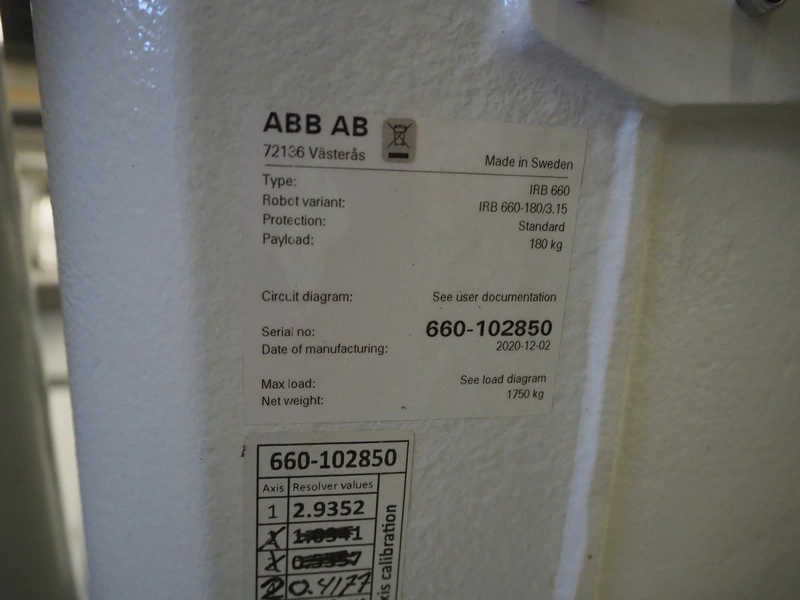 ABB AB
72136 Västerås
Made in Sweden
Type: IRB 660
Robot variant: IRB 660-180/3.15
Protection: Standard
Payload: 180 kg
Circuit diagram: See user documentation
Serial no: 660-102850
Date of manufacturing: 2020-12-02
Max load: See load diagram
Net weight: 1750 kg
660-102850
Axis Resolver values
1 2.9352
2 0.4177